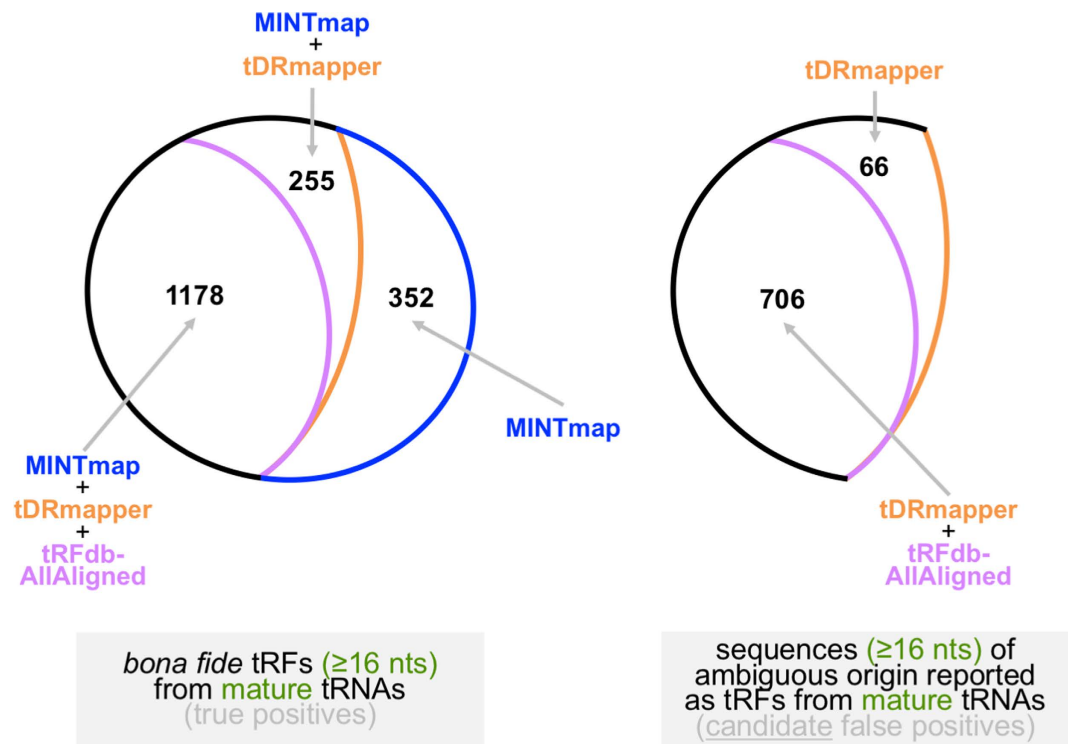 MINTmap
+
tDRmapper
255
1178
352
MINTmap
MINTmap
+
tDRmapper
+
tRFdb-
AllAligned
bona fide tRFs (≥16 nts)
from mature tRNAs
(true positives)
tDRmapper
66
706
tDRmapper
+
tRFdb-
AllAligned
sequences (≥16 nts) of
ambiguous origin reported
as tRFs from mature tRNAs
(candidate false positives)